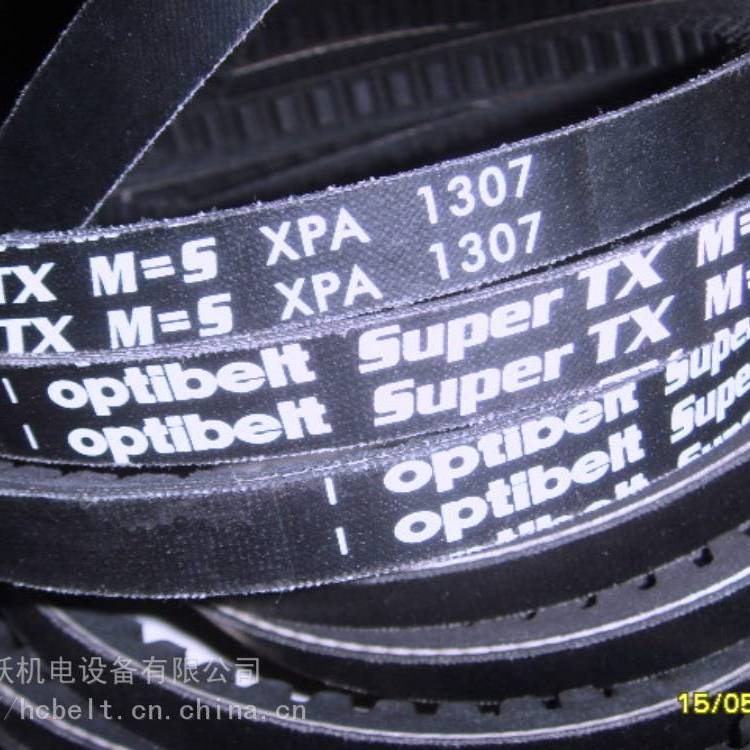 TX M=S XPA 1307
TX M=S XPA 1307
optibelt Super TX M=
optibelt Super TX M=
optibelt Super
optibelt Super
optibelt S
跃机电设备有限公司
//hcbelt.cn.china.cn
15/05